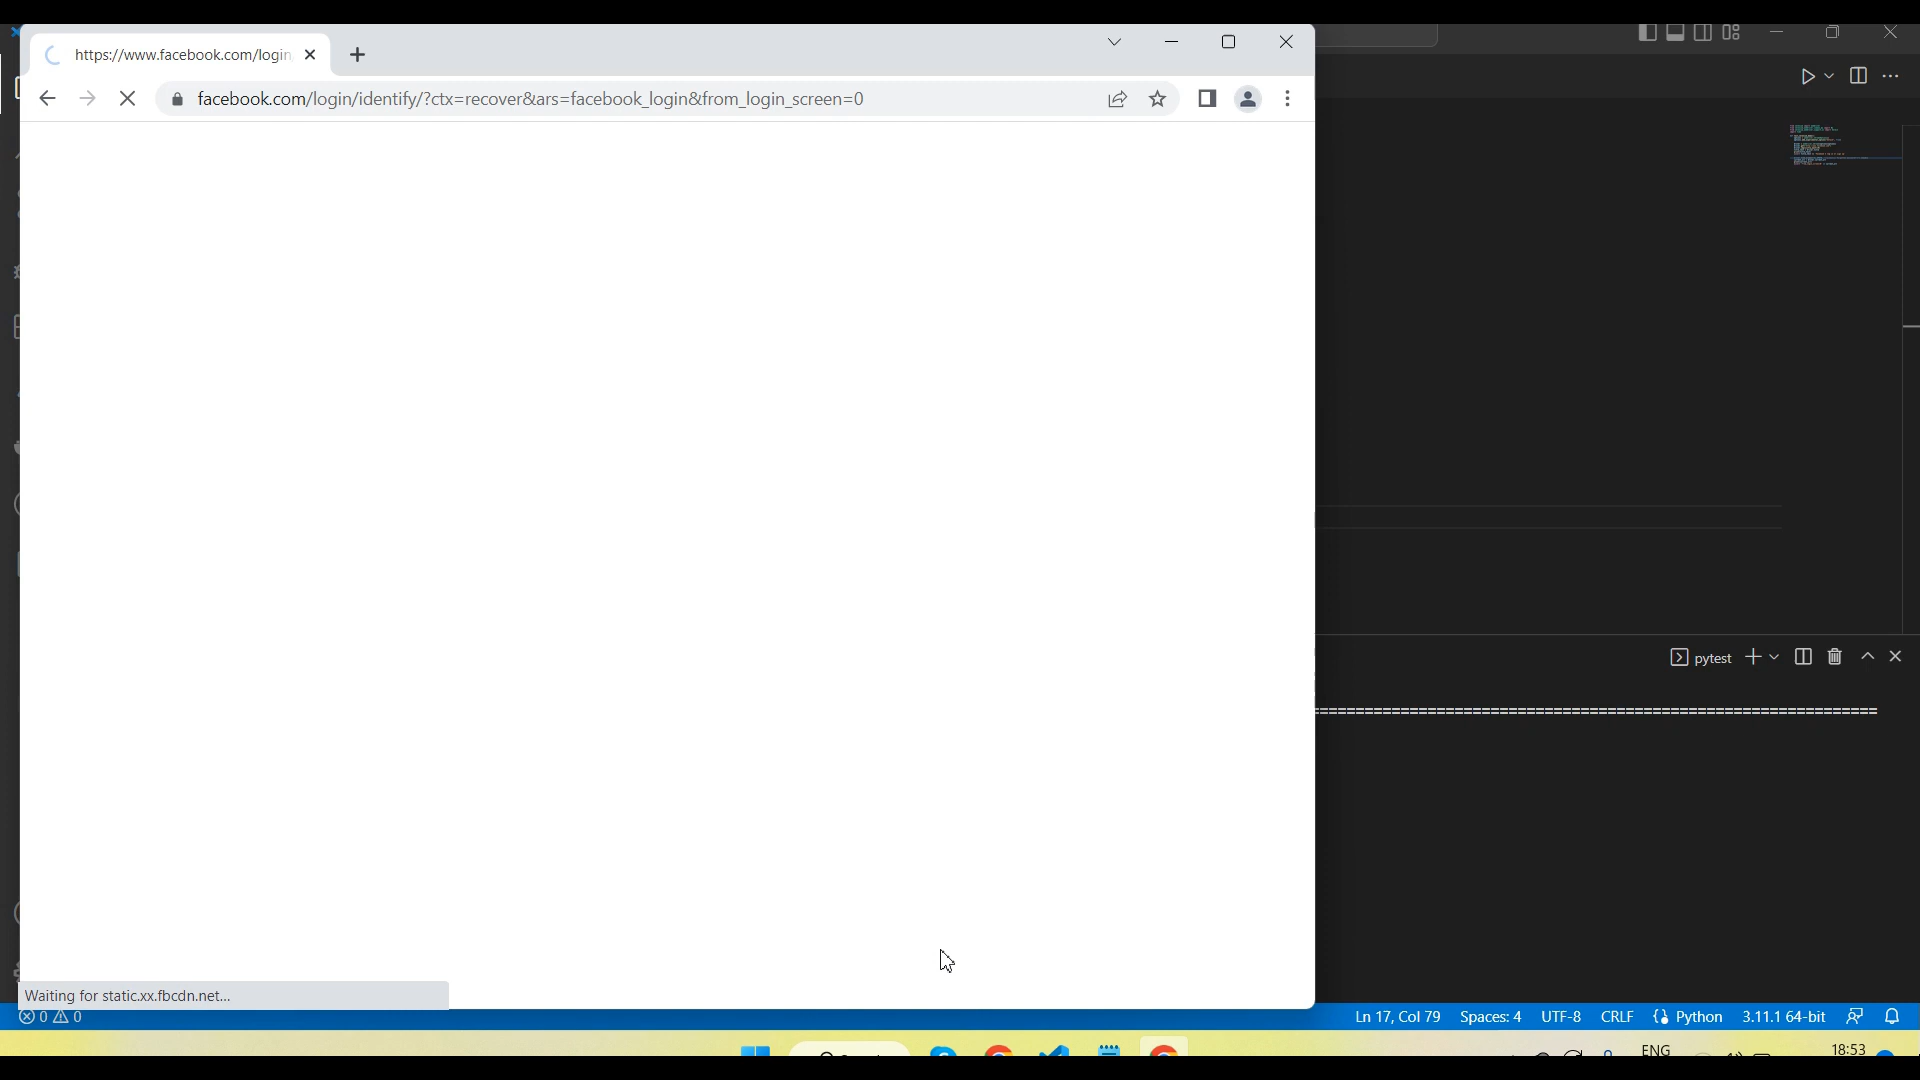 https://www.facebook.com/login
facebook.com/login/identify/?ctx=recover&ars=facebook_login&from_login_screen=0
pytest
Waiting for static.xx.fbcdn.net...
0 0
Ln 17, Col 79 Spaces: 4 UTF-8 CRLF Python 3.11.1 64-bit
ENG
18:53